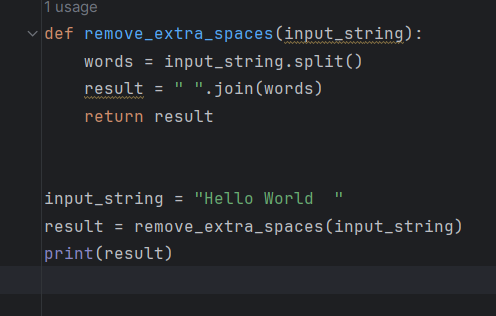 1 usage
def remove_extra_spaces(input_string):
    words = input_string.split()
    result = " ".join(words)
    return result


input_string = "Hello World  "
result = remove_extra_spaces(input_string)
print(result)